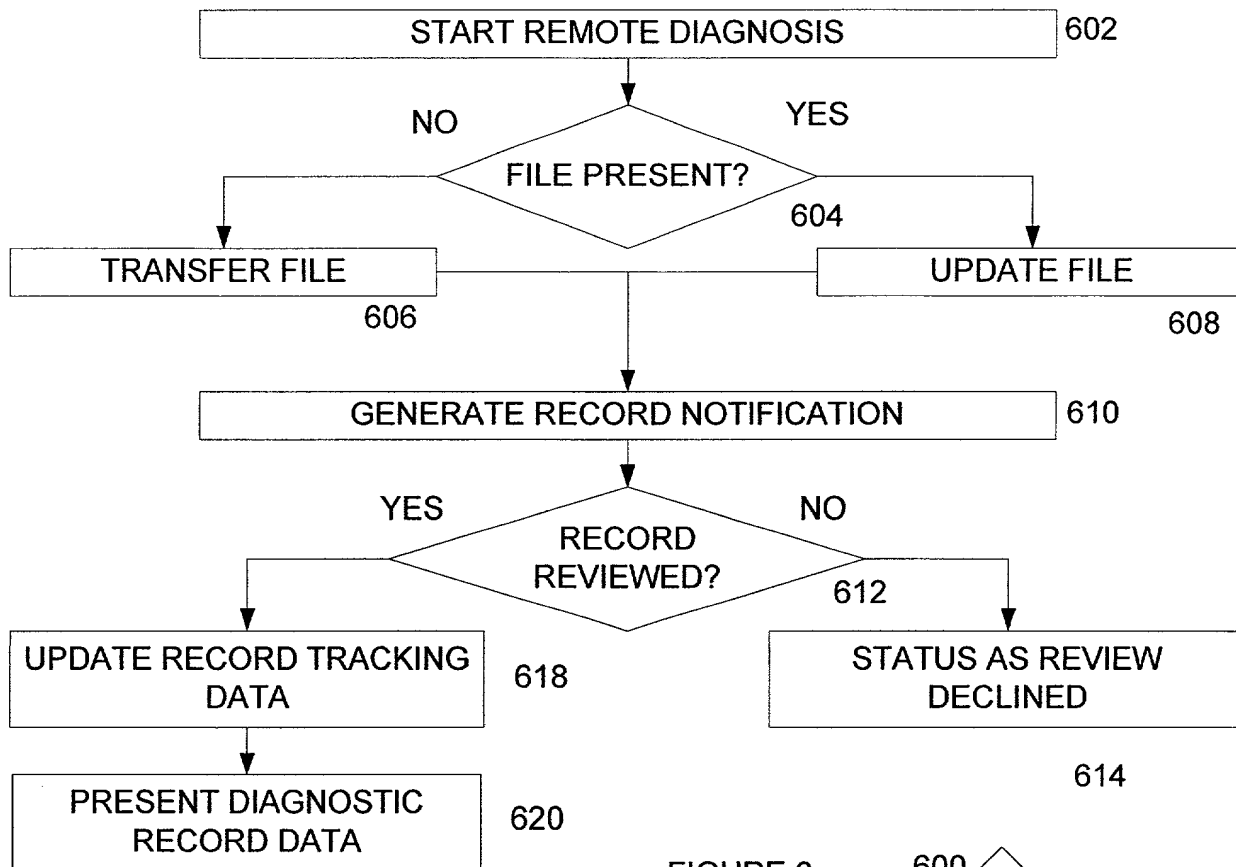 START REMOTE DIAGNOSIS
602
NO
YES
FILE PRESENT?
604
TRANSFER FILE
606
UPDATE FILE
608
GENERATE RECORD NOTIFICATION
610
YES
NO
RECORD
REVIEWED?
612
UPDATE RECORD TRACKING
DATA
618
STATUS AS REVIEW
DECLINED
614
PRESENT DIAGNOSTIC
RECORD DATA
620
600